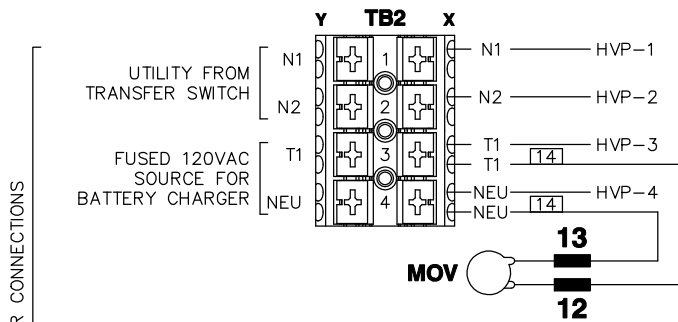 Y TB2 X
N1 1 N1 HVP-1
UTILITY FROM
TRANSFER SWITCH
N2 2 N2 HVP-2
T1 3 T1 HVP-3
T1 14
FUSED 120VAC
SOURCE FOR
BATTERY CHARGER
NEU 4 NEU HVP-4
NEU 14
R CONNECTIONS
MOV
13
12